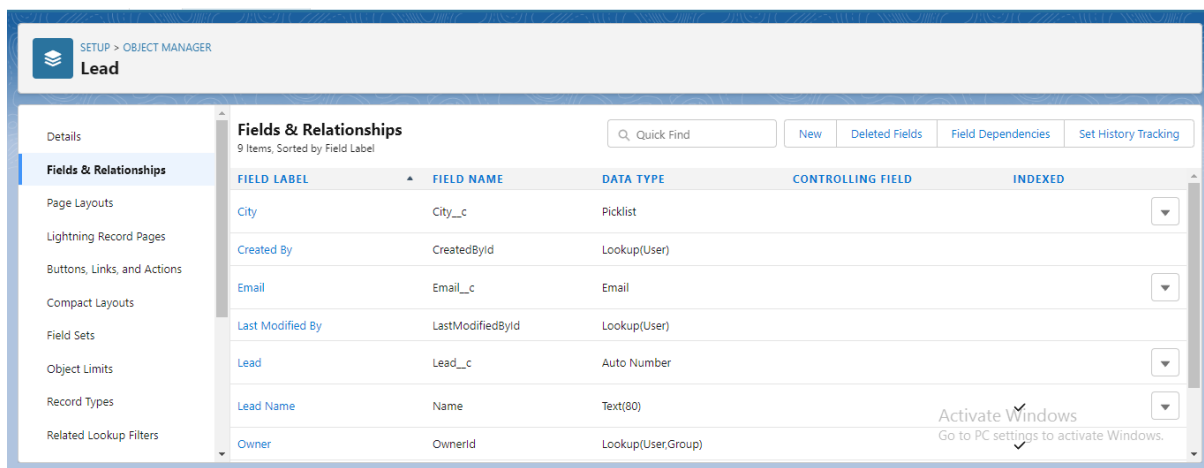 SETUP > OBJECT MANAGER
Lead
Details
Fields & Relationships
Page Layouts
Lightning Record Pages
Buttons, Links, and Actions
Compact Layouts
Field Sets
Object Limits
Record Types
Related Lookup Filters
Fields & Relationships
9 Items, Sorted by Field Label
Quick Find
New Deleted Fields Field Dependencies Set History Tracking
FIELD LABEL FIELD NAME DATA TYPE CONTROLLING FIELD INDEXED
City City__c Picklist
Created By CreatedById Lookup(User)
Email Email__c Email
Last Modified By LastModifiedById Lookup(User)
Lead Lead__c Auto Number
Lead Name Name Text(80)
Owner OwnerId Lookup(User,Group)
Activate Windows
Go to PC settings to activate Windows.